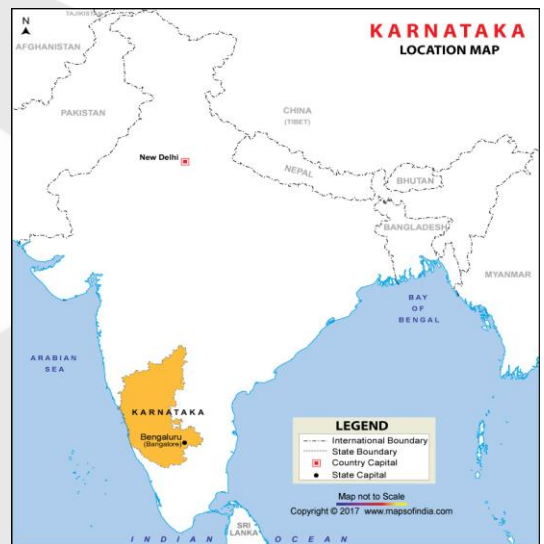 KARNATAKA
LOCATION MAP
N
TAJIKISTAN
AFGHANISTAN
PAKISTAN
CHINA
(TIBET)
New Delhi
NEPAL
BHUTAN
BANGLADESH
MYANMAR
BAY
OF
BENGAL
ARABIAN
SEA
KARNATAKA
Bengaluru
(Bangalore)
LEGEND
International Boundary
State Boundary
Country Capital
State Capital
Map not to Scale
Copyright © 2017 www.mapsofindia.com
SRI
LANKA
INDIAN OCEAN